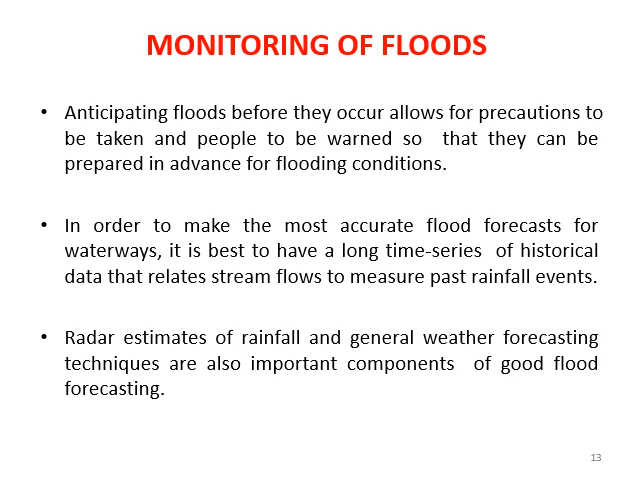 MONITORING OF FLOODS
• Anticipating floods before they occur allows for precautions to
be taken and people to be warned so that they can be
prepared in advance for flooding conditions.
• In order to make the most accurate flood forecasts for
waterways, it is best to have a long time-series of historical
data that relates stream flows to measure past rainfall events.
• Radar estimates of rainfall and general weather forecasting
techniques are also important components of good flood
forecasting.
13